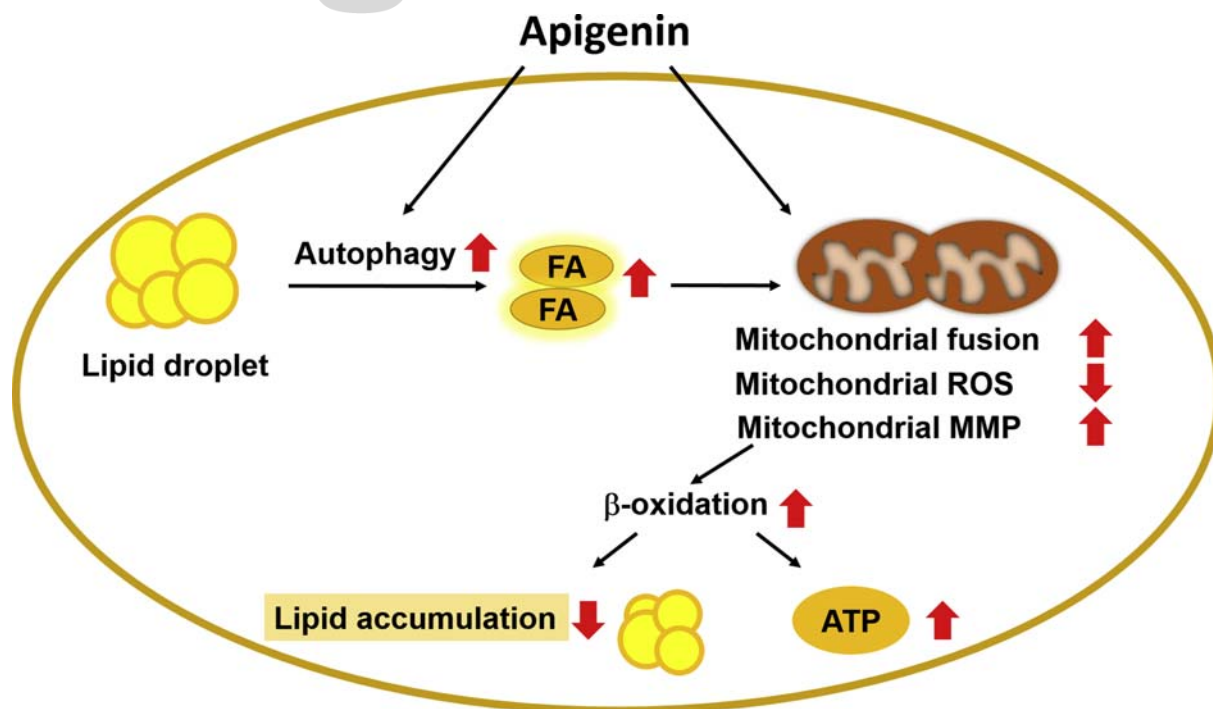 Apigenin
Autophagy
FA
FA
Lipid droplet
Mitochondrial fusion
Mitochondrial ROS
Mitochondrial MMP
β-oxidation
Lipid accumulation
ATP